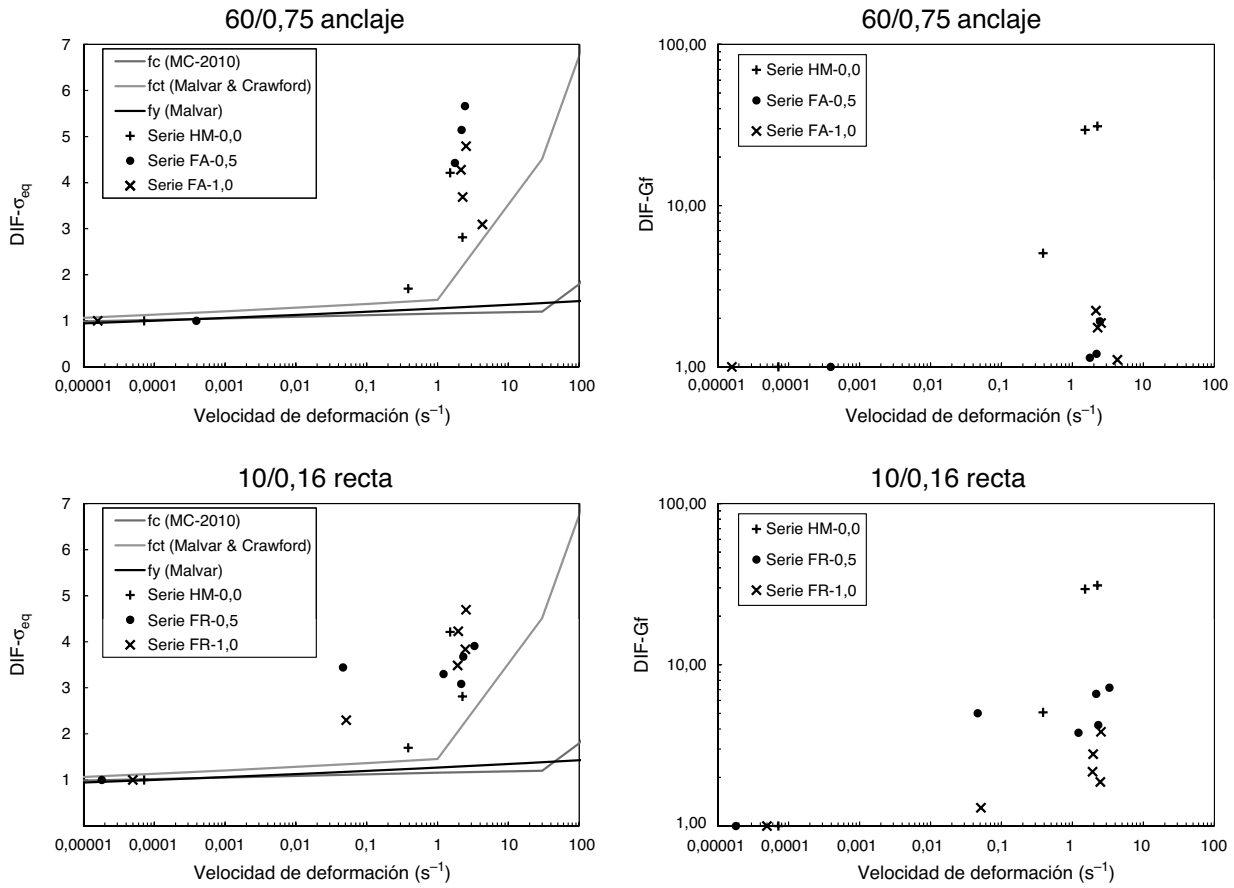 60/0,75 anclaje
7
6
5
4
3
2
1
0
DIF-σeq
fc (MC-2010)
fct (Malvar & Crawford)
fy (Malvar)
Serie HM-0,0
Serie FA-0,5
Serie FA-1,0
0,00001 0,0001 0,001 0,01 0,1 1 10 100
Velocidad de deformación (s⁻¹)
60/0,75 anclaje
100,00
10,00
1,00
DIF-Gf
Serie HM-0,0
Serie FA-0,5
Serie FA-1,0
0,00001 0,0001 0,001 0,01 0,1 1 10 100
Velocidad de deformación (s⁻¹)
10/0,16 recta
7
6
5
4
3
2
1
DIF-σeq
fc (MC-2010)
fct (Malvar & Crawford)
fy (Malvar)
Serie HM-0,0
Serie FR-0,5
Serie FR-1,0
0,00001 0,0001 0,001 0,01 0,1 1 10 100
Velocidad de deformación (s⁻¹)
10/0,16 recta
100,00
10,00
1,00
DIF-Gf
Serie HM-0,0
Serie FR-0,5
Serie FR-1,0
0,00001 0,0001 0,001 0,01 0,1 1 10 100
Velocidad de deformación (s⁻¹)